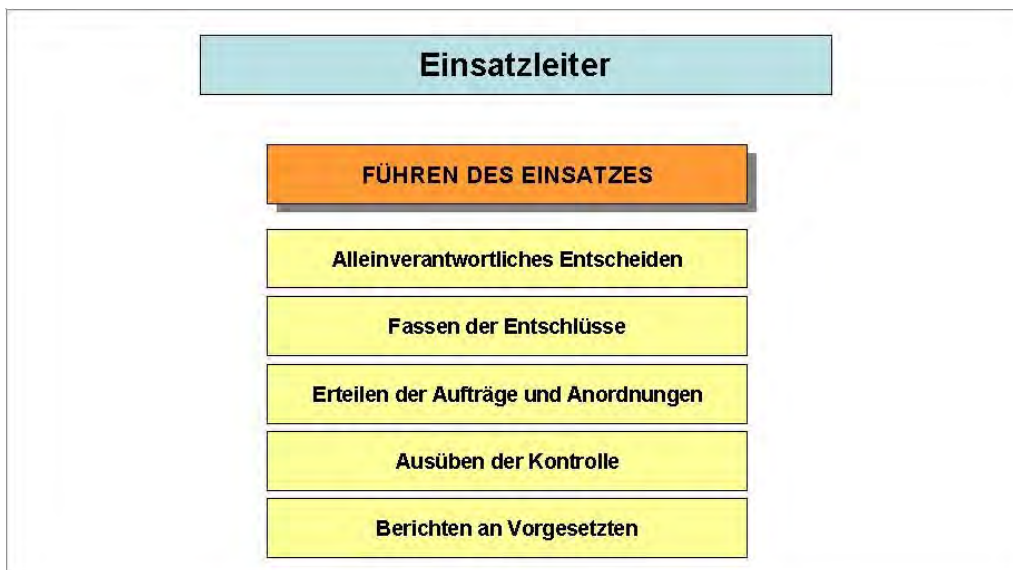 Einsatzleiter
FÜHREN DES EINSATZES
Alleinverantwortliches Entscheiden
Fassen der Entschlüsse
Erteilen der Aufträge und Anordnungen
Ausüben der Kontrolle
Berichten an Vorgesetzten